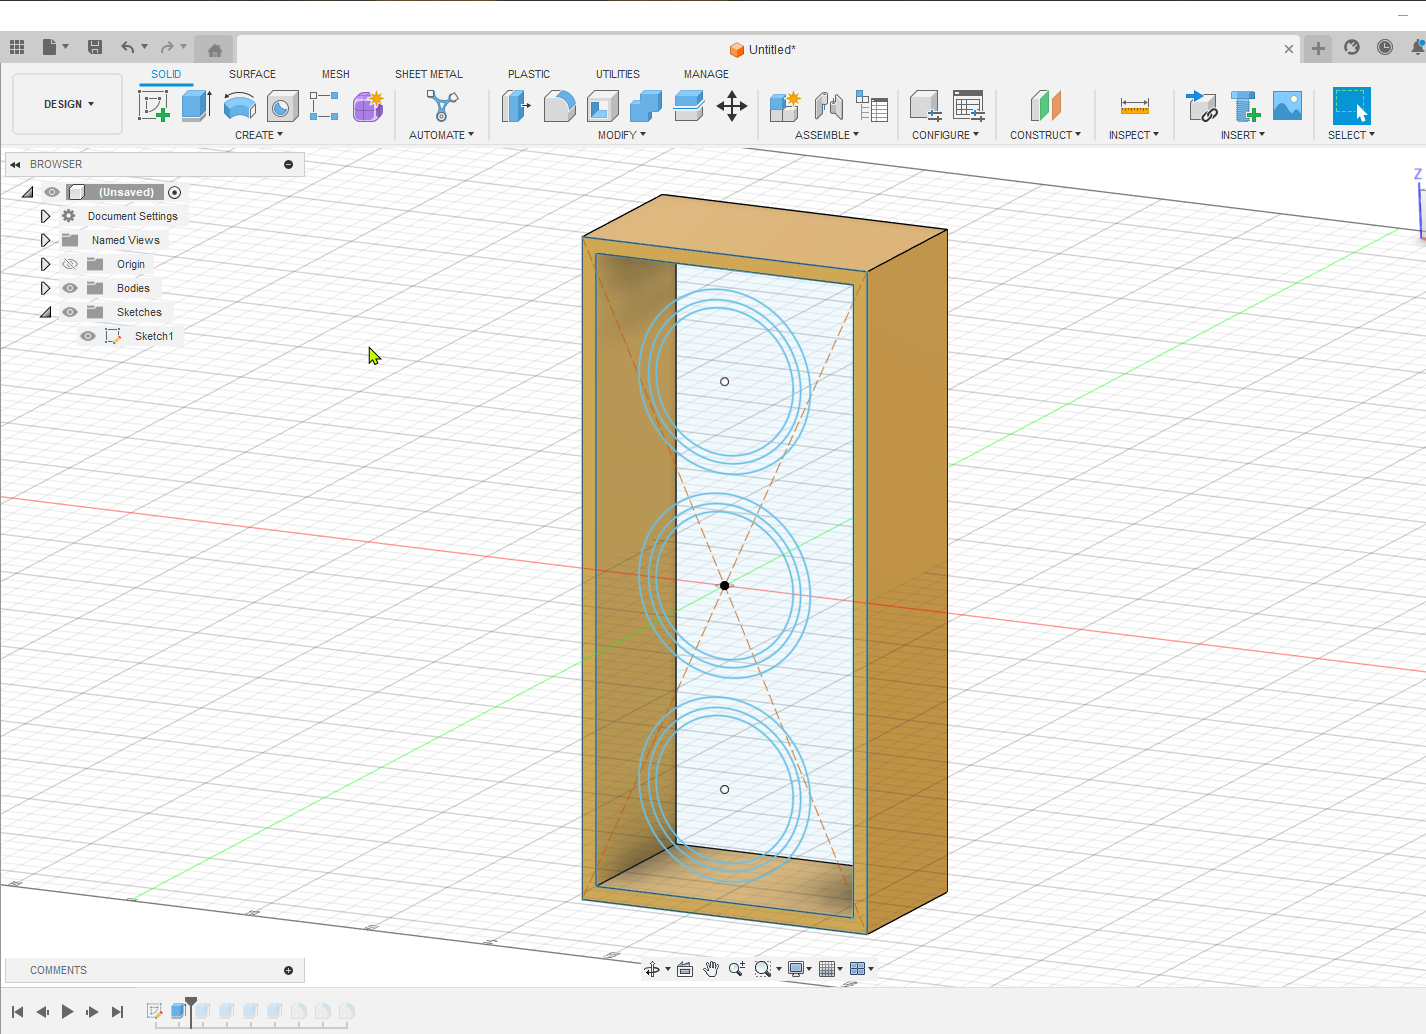 Untitled*
SOLID SURFACE MESH SHEET METAL PLASTIC UTILITIES MANAGE
DESIGN
CREATE AUTOMATE MODIFY ASSEMBLE CONFIGURE CONSTRUCT INSPECT INSERT SELECT
BROWSER
(Unsaved)
Document Settings
Named Views
Origin
Bodies
Sketches
Sketch1
Z
COMMENTS